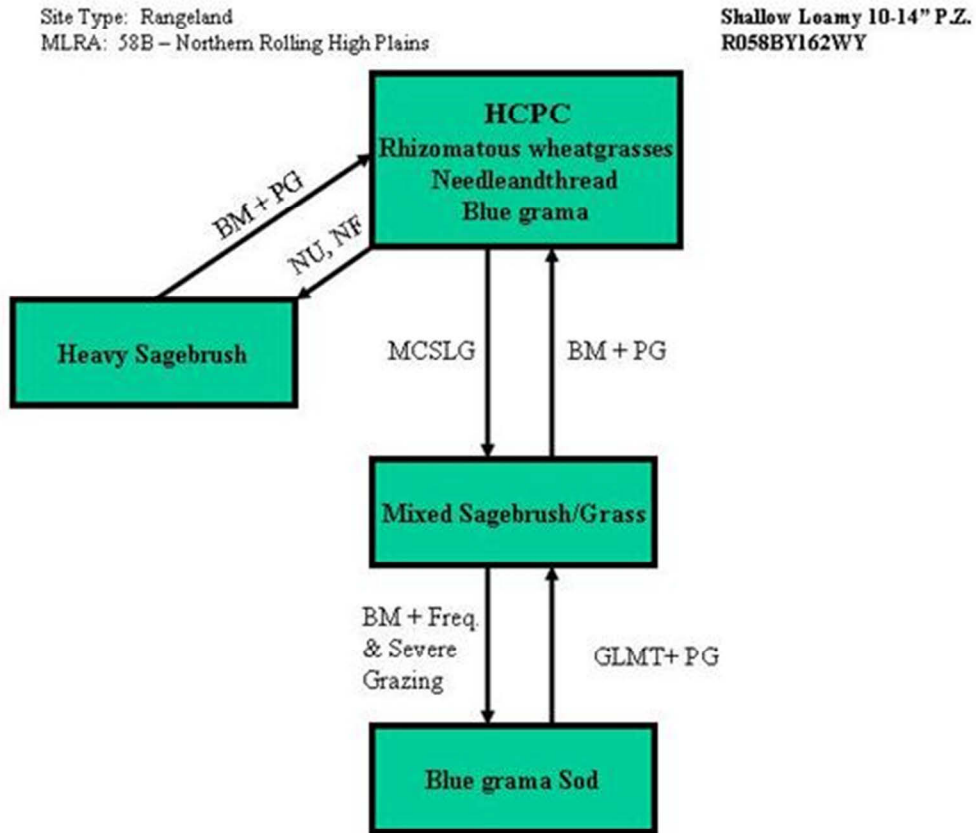 Site Type: Rangeland
MLRA: 58B – Northern Rolling High Plains
Shallow Loamy 10-14” P.Z.
R058BY162WY
HCPC
Rhizomatous wheatgrasses
Needleandthread
Blue grama
BM + PG
NU, NF
Heavy Sagebrush
MCSLG
BM + PG
Mixed Sagebrush/Grass
BM + Freq.
& Severe
Grazing
GLMT+ PG
Blue grama Sod